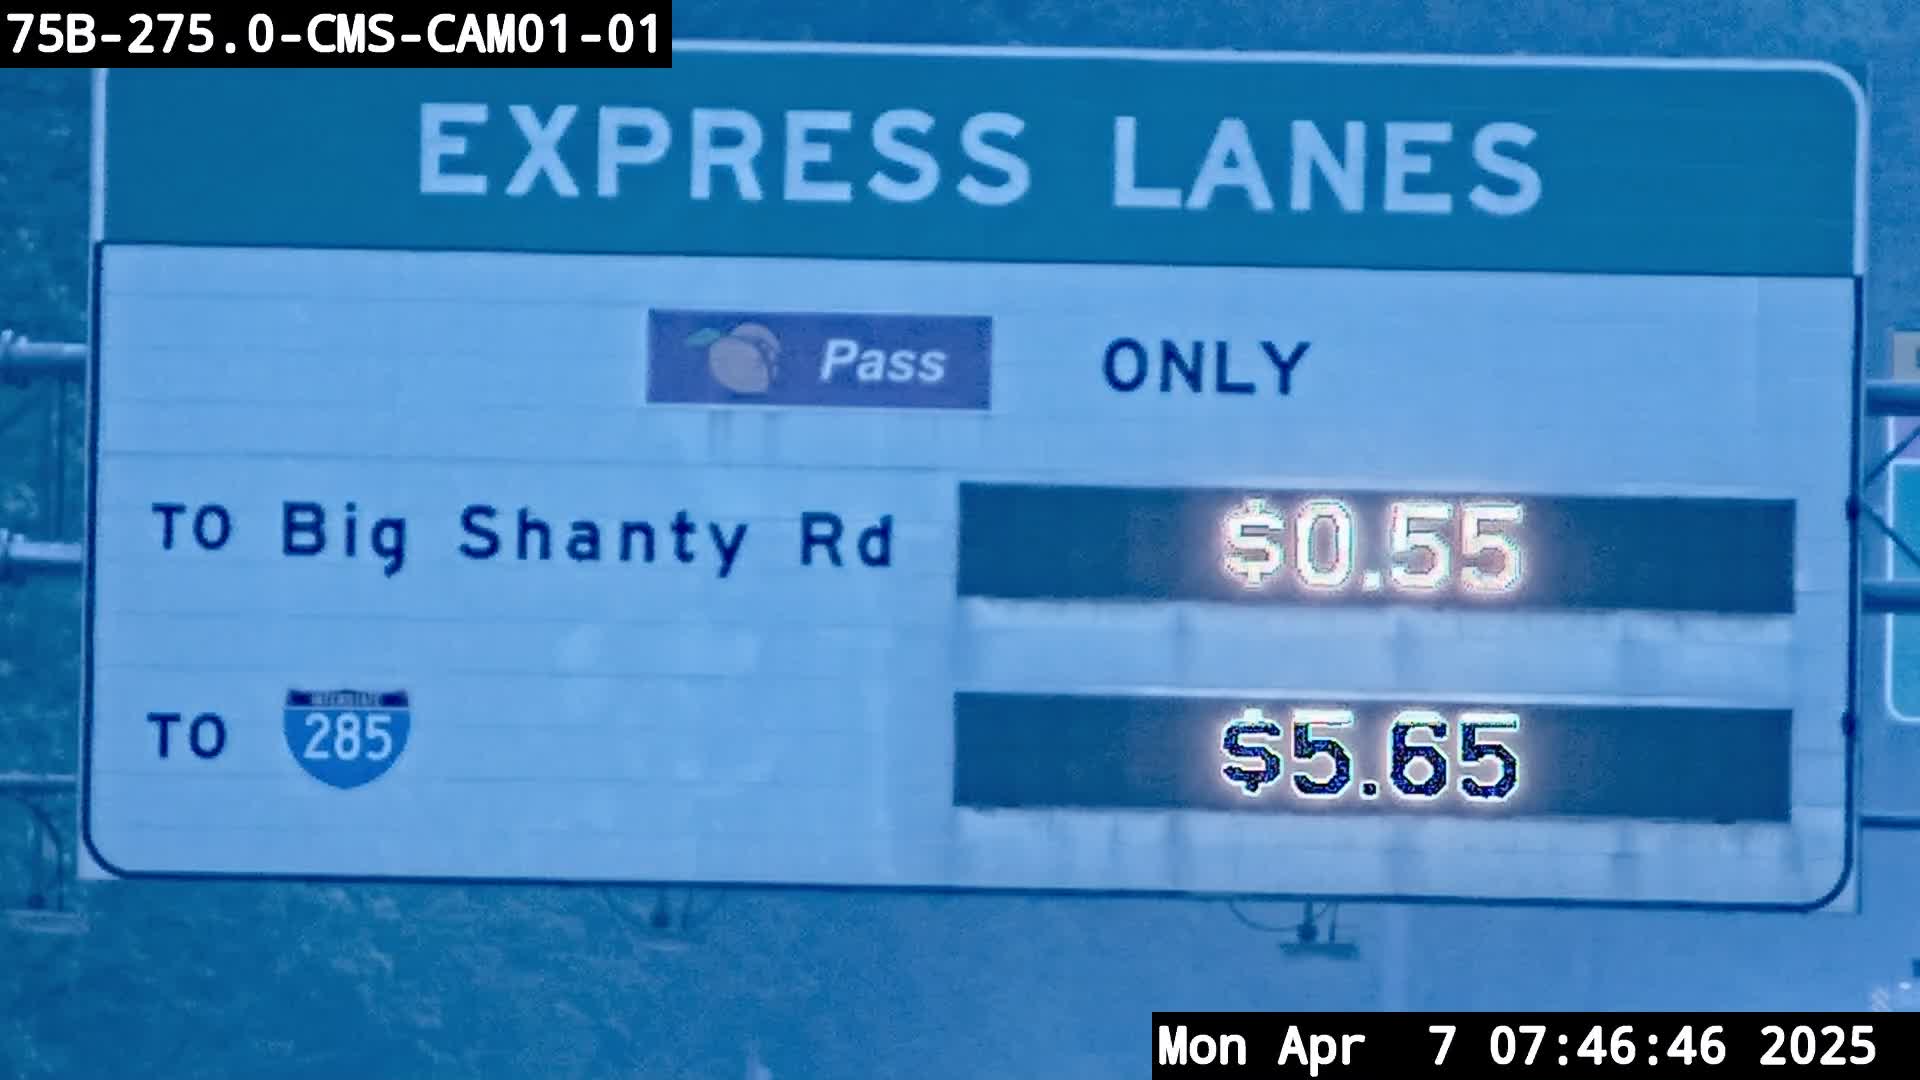 75B-275.0-CMS-CAM01-01
EXPRESS LANES
Pass ONLY
TO Big Shanty Rd $0.55
INTERSTATE
TO 285 $5.65
Mon Apr 7 07:46:46 2025